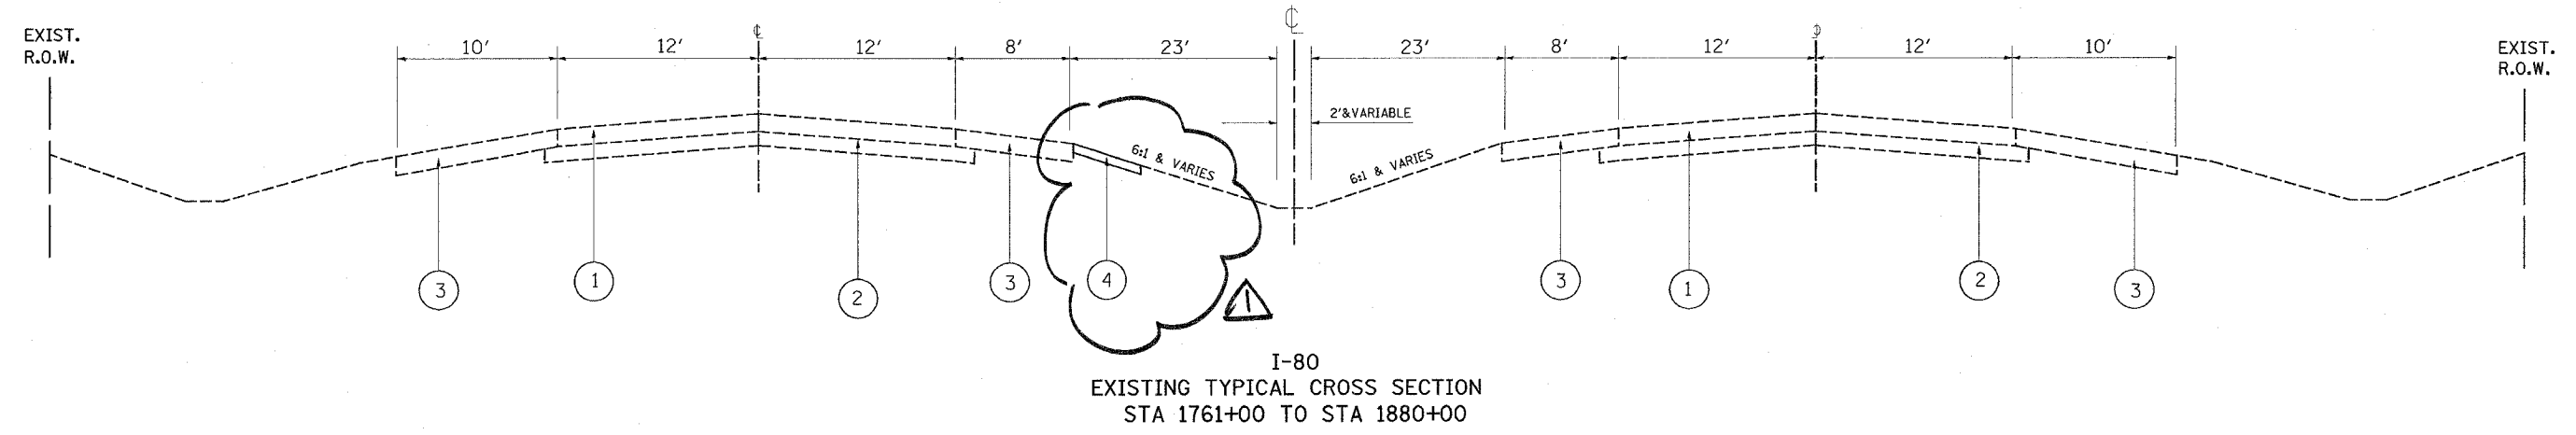 EXIST.
R.O.W.
10'
12'
℄
12'
8'
23'
℄
23'
8'
12'
℄
12'
10'
EXIST.
R.O.W.
2'&VARIABLE
6:1 & VARIES
6:1 & VARIES
3
1
2
3
4
1
3
1
2
3
I-80
EXISTING TYPICAL CROSS SECTION
STA 1761+00 TO STA 1880+00